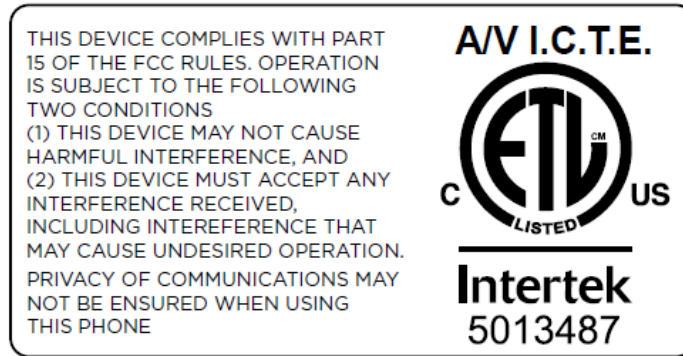 THIS DEVICE COMPLIES WITH PART
15 OF THE FCC RULES. OPERATION
IS SUBJECT TO THE FOLLOWING
TWO CONDITIONS
(1) THIS DEVICE MAY NOT CAUSE
HARMFUL INTERFERENCE, AND
(2) THIS DEVICE MUST ACCEPT ANY
INTERFERENCE RECEIVED,
INCLUDING INTEREFERENCE THAT
MAY CAUSE UNDESIRED OPERATION.
PRIVACY OF COMMUNICATIONS MAY
NOT BE ENSURED WHEN USING
THIS PHONE
A/V I.C.T.E.
ETL CM
C US
LISTED
Intertek
5013487